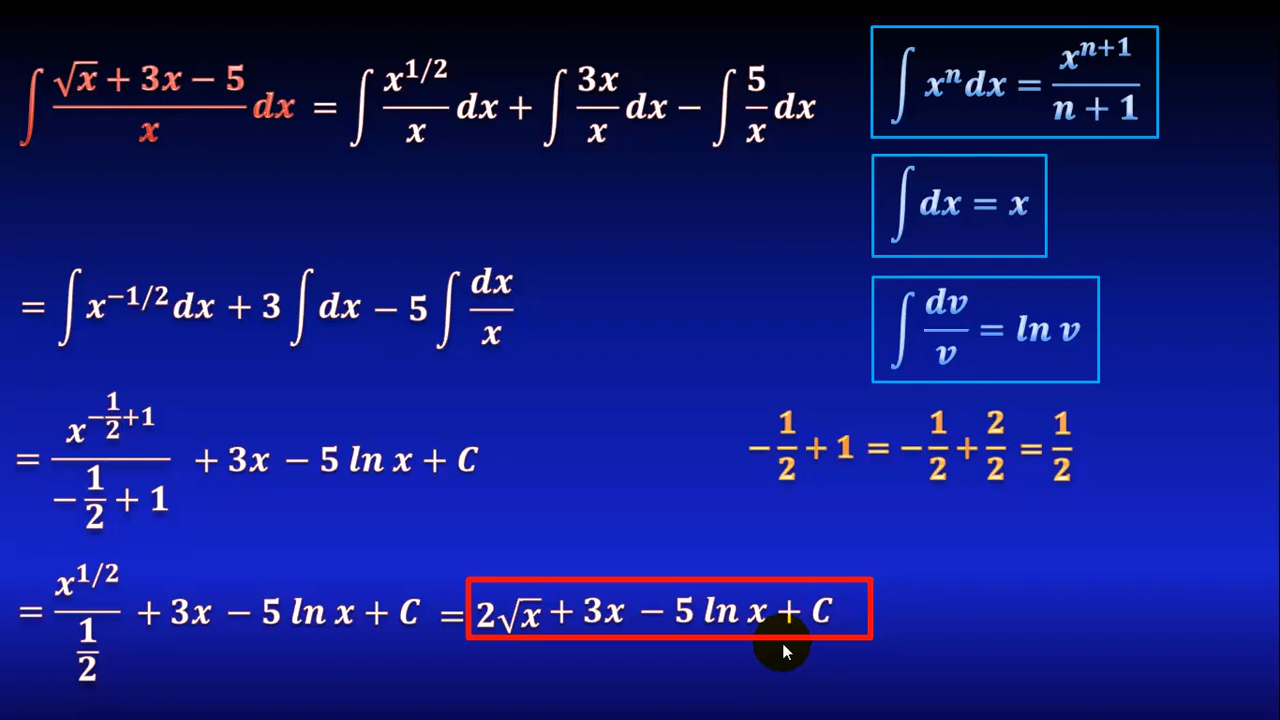 ∫ (√x + 3x − 5)/x dx = ∫ x^{1/2}/x dx + ∫ 3x/x dx − ∫ 5/x dx
= ∫ x^{−1/2} dx + 3 ∫ dx − 5 ∫ dx/x
= x^{−1/2+1}/(−1/2 + 1) + 3x − 5 ln x + C
= x^{1/2}/(1/2) + 3x − 5 ln x + C = 2√x + 3x − 5 ln x + C
∫ x^n dx = x^{n+1}/(n + 1)
∫ dx = x
∫ dv/v = ln v
−1/2 + 1 = −1/2 + 2/2 = 1/2